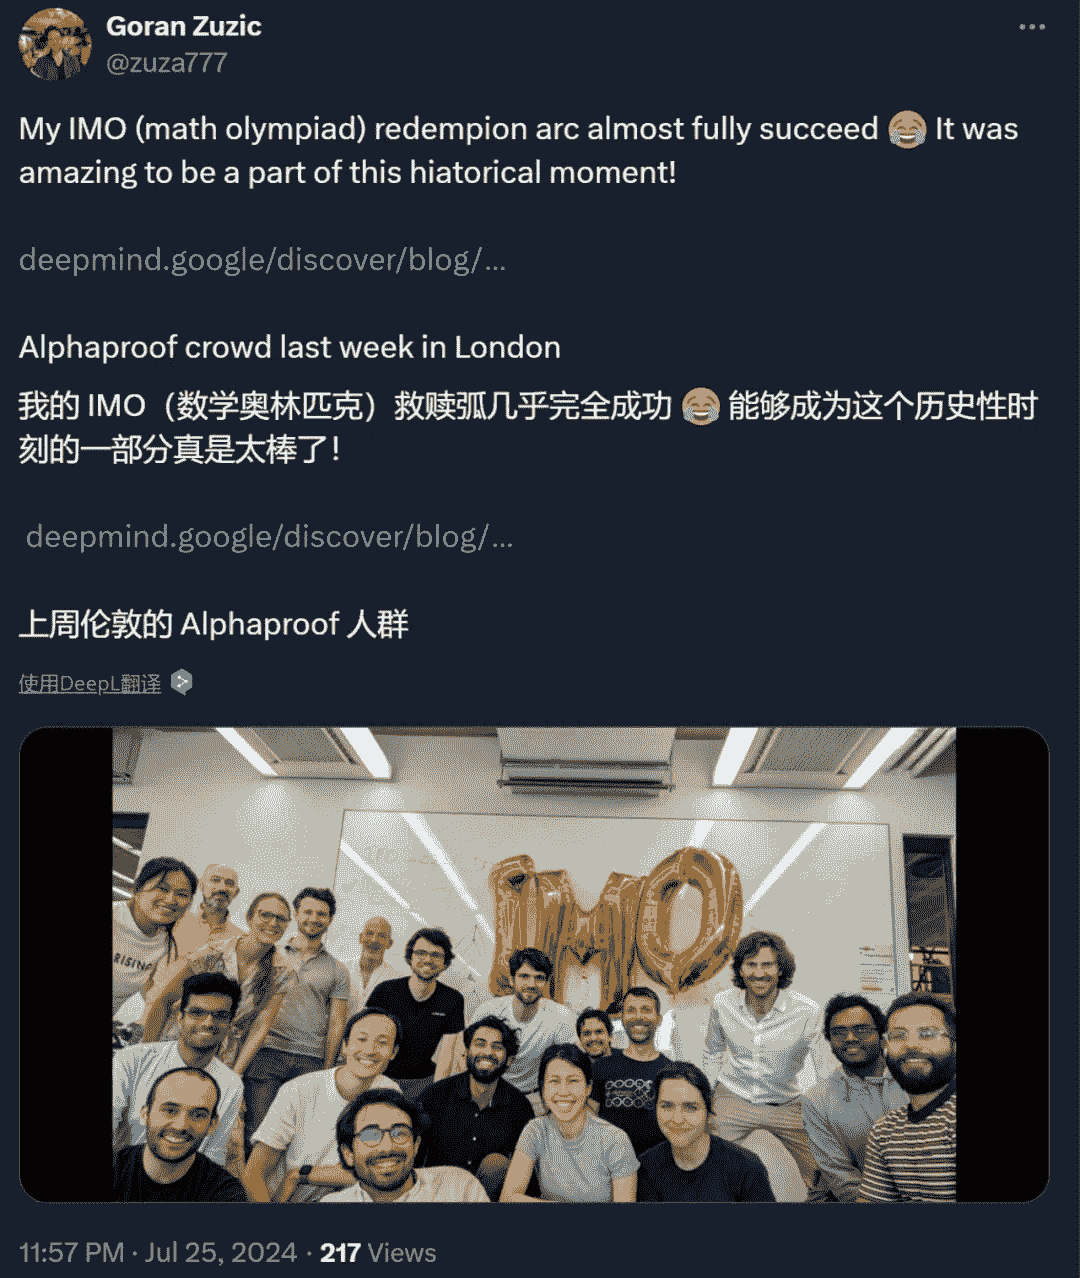 Goran Zuzic
@zuza777
My IMO (math olympiad) redempion arc almost fully succeed 😂 It was
amazing to be a part of this hiatorical moment!
deepmind.google/discover/blog/...
Alphaproof crowd last week in London
我的 IMO（数学奥林匹克）救赎弧几乎完全成功 😂 能够成为这个历史性时
刻的一部分真是太棒了！
deepmind.google/discover/blog/...
上周伦敦的 Alphaproof 人群
使用DeepL翻译
IMO
RISING
11:57 PM · Jul 25, 2024 · 217 Views